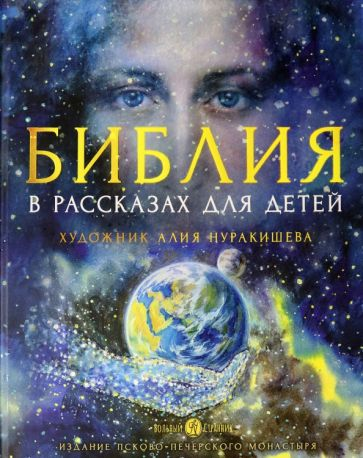 БИБЛИЯ
В РАССКАЗАХ ДЛЯ ДЕТЕЙ
ХУДОЖНИК АЛИЯ НУРАКИШЕВА
ВОЛЬНЫЙ СТРАННИК
ИЗДАНИЕ ПСКОВО-ПЕЧЕРСКОГО МОНАСТЫРЯ